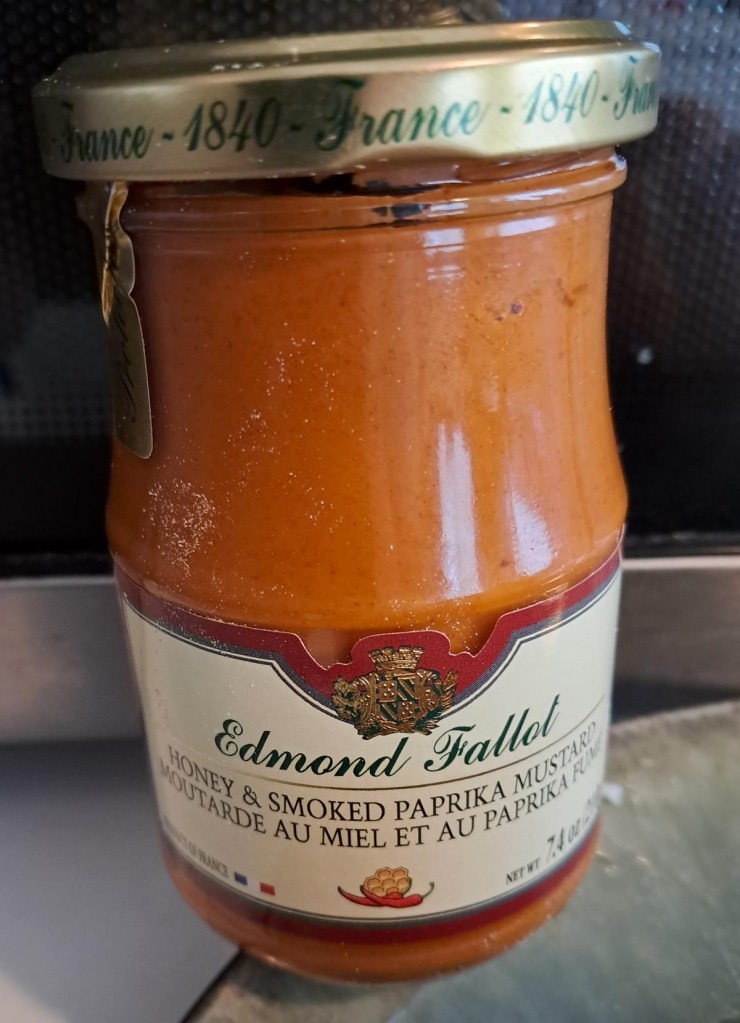 France - 1840 - France - 1840 - France
Edmond Fallot
HONEY & SMOKED PAPRIKA MUSTARD
MOUTARDE AU MIEL ET AU PAPRIKA FUMÉ
PRODUCT OF FRANCE
NET WT 7.4 oz